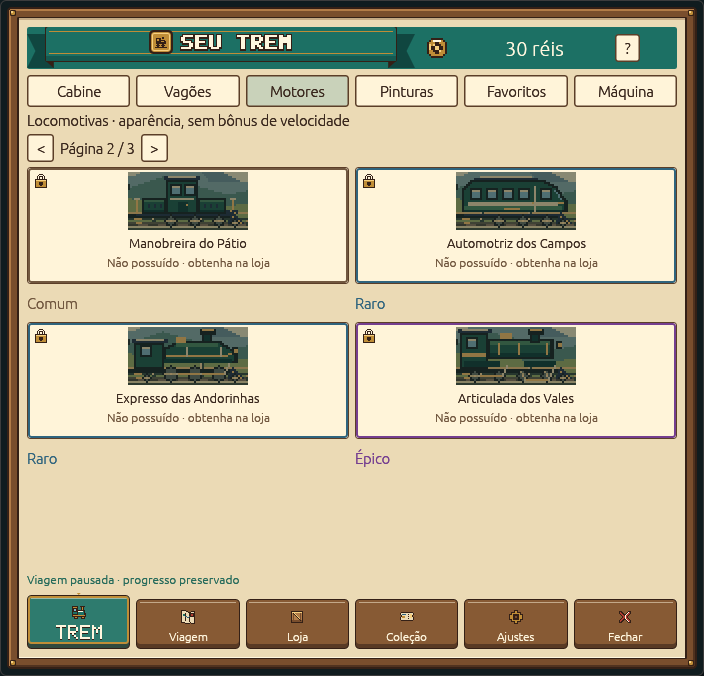 SEU TREM
30 réis
?
Cabine
Vagões
Motores
Pinturas
Favoritos
Máquina
Locomotivas · aparência, sem bônus de velocidade
< Página 2 / 3 >
Manobreira do Pátio
Não possuído · obtenha na loja
Automotriz dos Campos
Não possuído · obtenha na loja
Comum
Raro
Expresso das Andorinhas
Não possuído · obtenha na loja
Articulada dos Vales
Não possuído · obtenha na loja
Raro
Épico
Viagem pausada · progresso preservado
TREM
Viagem
Loja
Coleção
Ajustes
Fechar